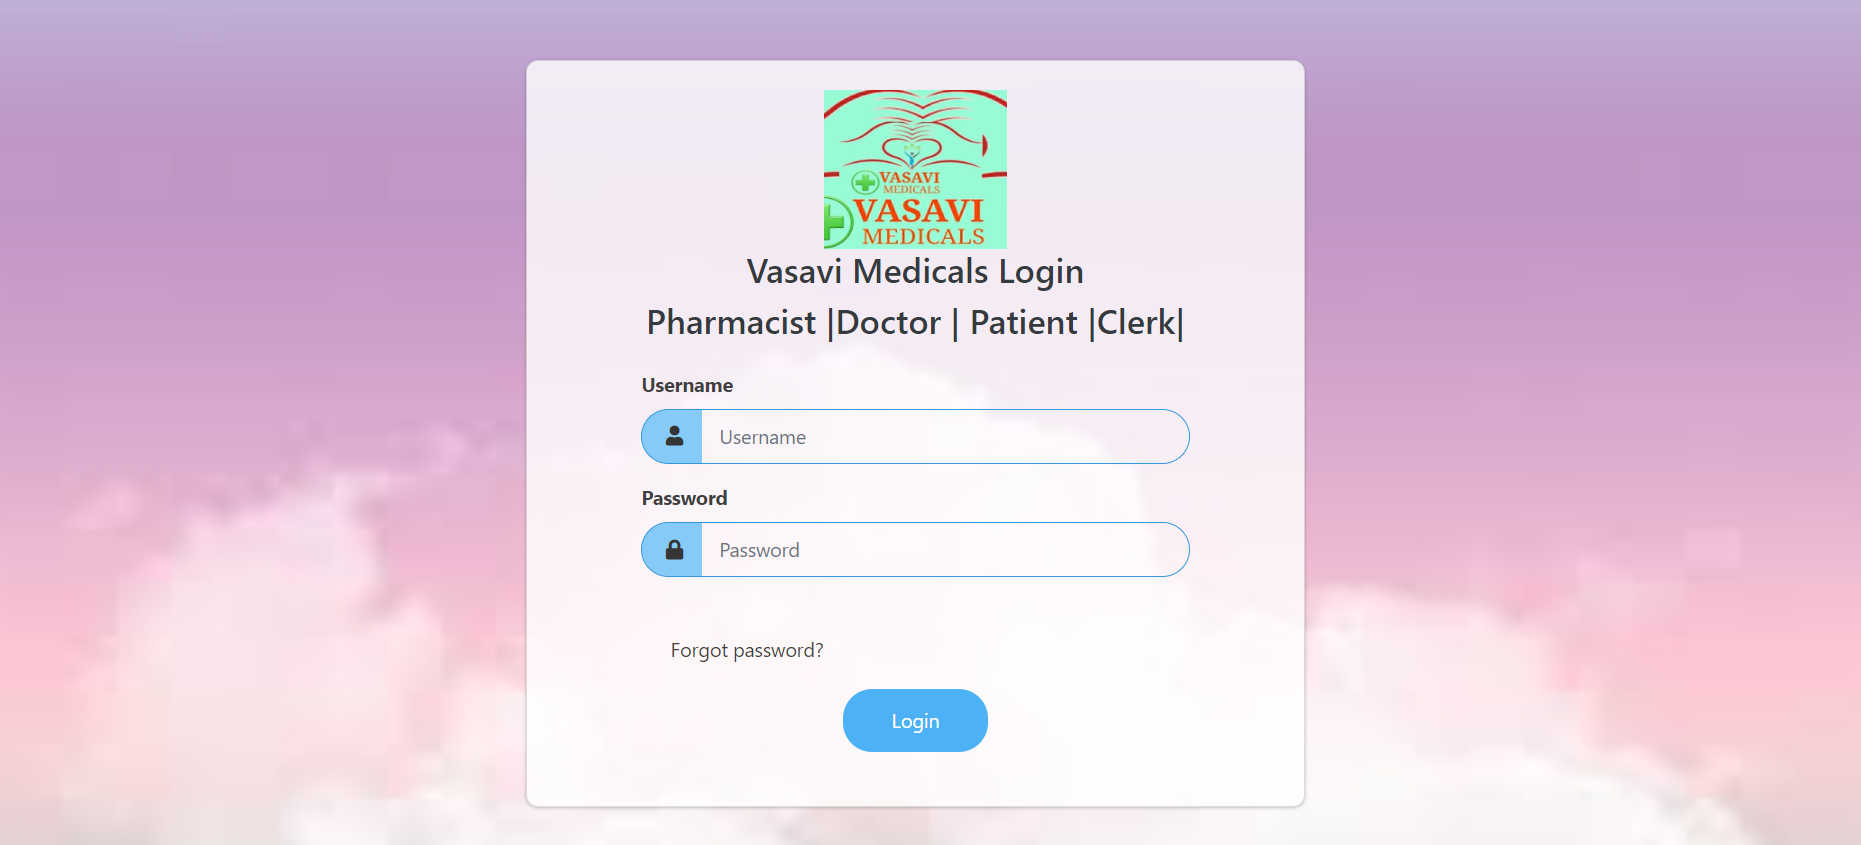 VASAVI
MEDICALS
VASAVI
MEDICALS
Vasavi Medicals Login
Pharmacist |Doctor | Patient |Clerk|
Username
Username
Password
Password
Forgot password?
Login